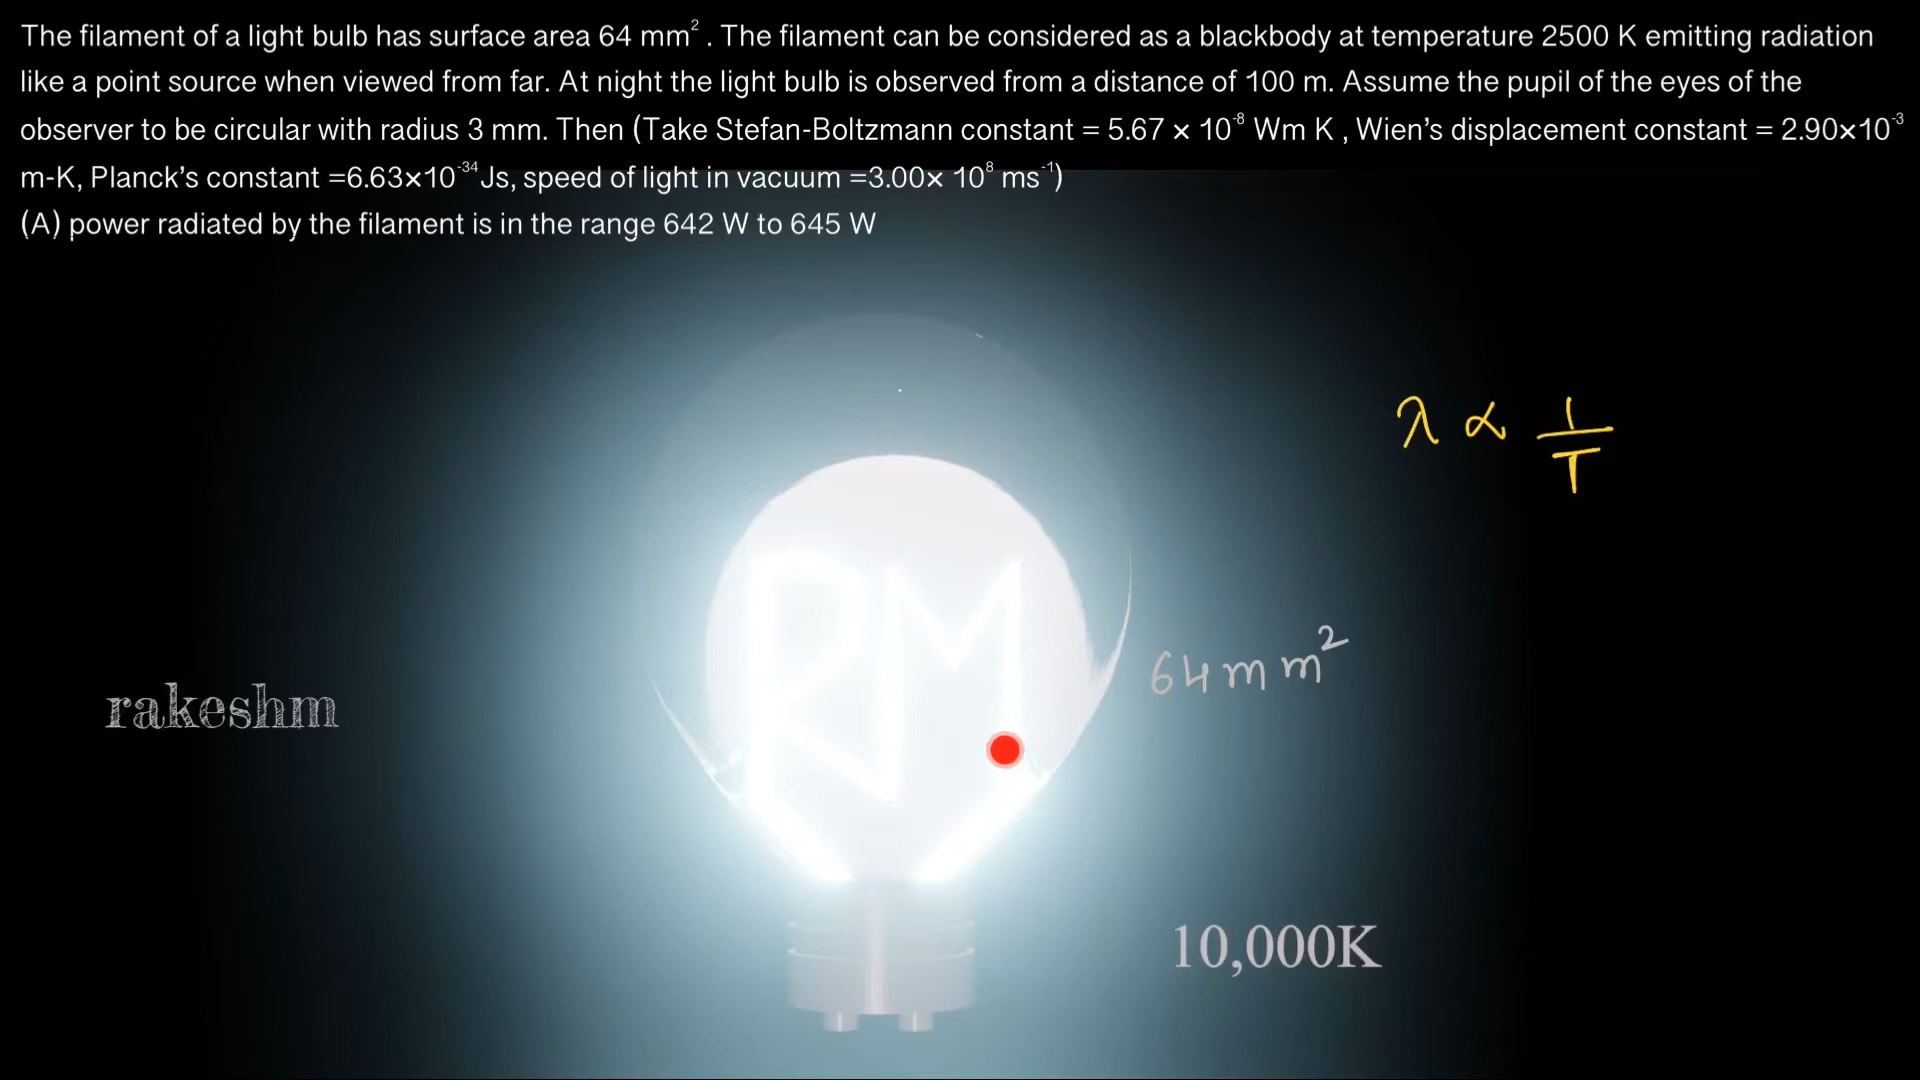 The filament of a light bulb has surface area 64 mm². The filament can be considered as a blackbody at temperature 2500 K emitting radiation
like a point source when viewed from far. At night the light bulb is observed from a distance of 100 m. Assume the pupil of the eyes of the
observer to be circular with radius 3 mm. Then (Take Stefan-Boltzmann constant = 5.67 × 10⁻⁸ Wm K , Wien's displacement constant = 2.90×10⁻³
m-K, Planck's constant =6.63×10⁻³⁴ Js, speed of light in vacuum =3.00× 10⁸ ms⁻¹)
(A) power radiated by the filament is in the range 642 W to 645 W
λ ∝ 1/T
RM
64mm²
rakeshm
10,000K